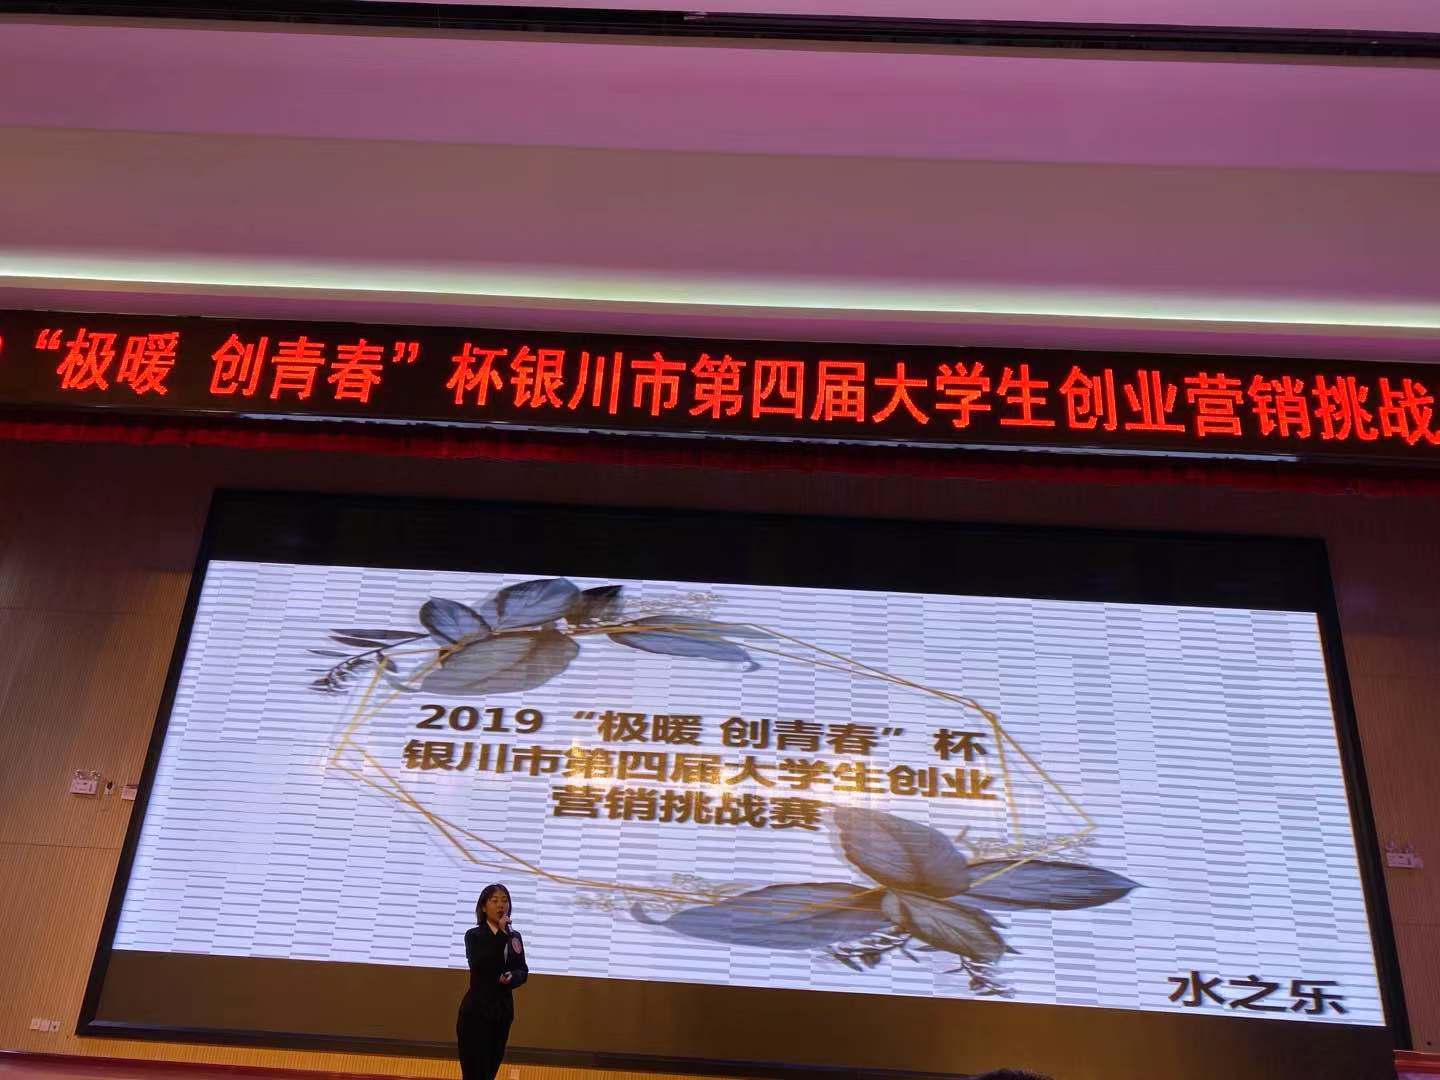 “极暖 创青春”杯银川市第四届大学生创业营销挑战
2019“极暖 创青春”杯
银川市第四届大学生创业
营销挑战赛
水之乐